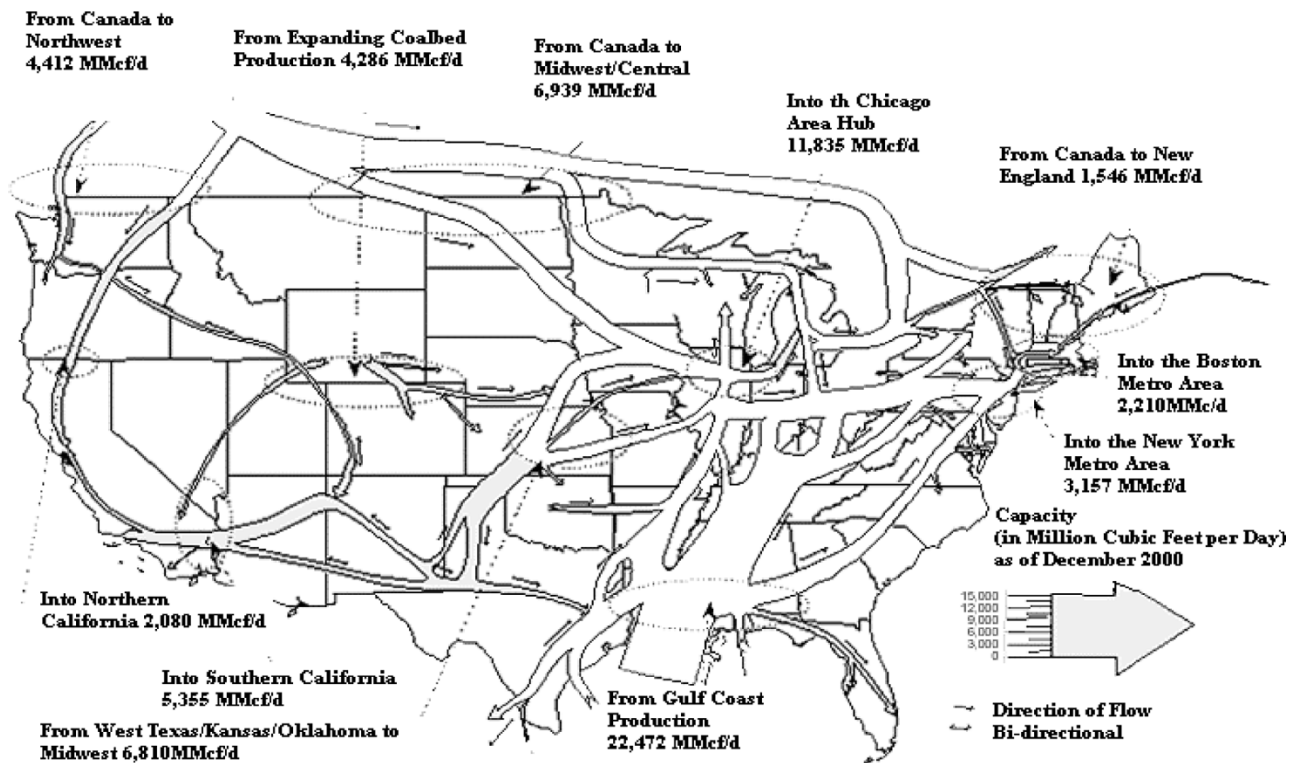 From Canada to
Northwest
4,412 MMcf/d
From Expanding Coalbed
Production 4,286 MMcf/d
From Canada to
Midwest/Central
6,939 MMcf/d
Into th Chicago
Area Hub
11,835 MMcf/d
From Canada to New
England 1,546 MMcf/d
Into the Boston
Metro Area
2,210MMc/d
Into the New York
Metro Area
3,157 MMcf/d
Capacity
(in Million Cubic Feet per Day)
as of December 2000
15,000
12,000
9,000
6,000
3,000
0
Into Northern
California 2,080 MMcf/d
Into Southern California
5,355 MMcf/d
From West Texas/Kansas/Oklahoma to
Midwest 6,810MMcf/d
From Gulf Coast
Production
22,472 MMcf/d
Direction of Flow
Bi-directional